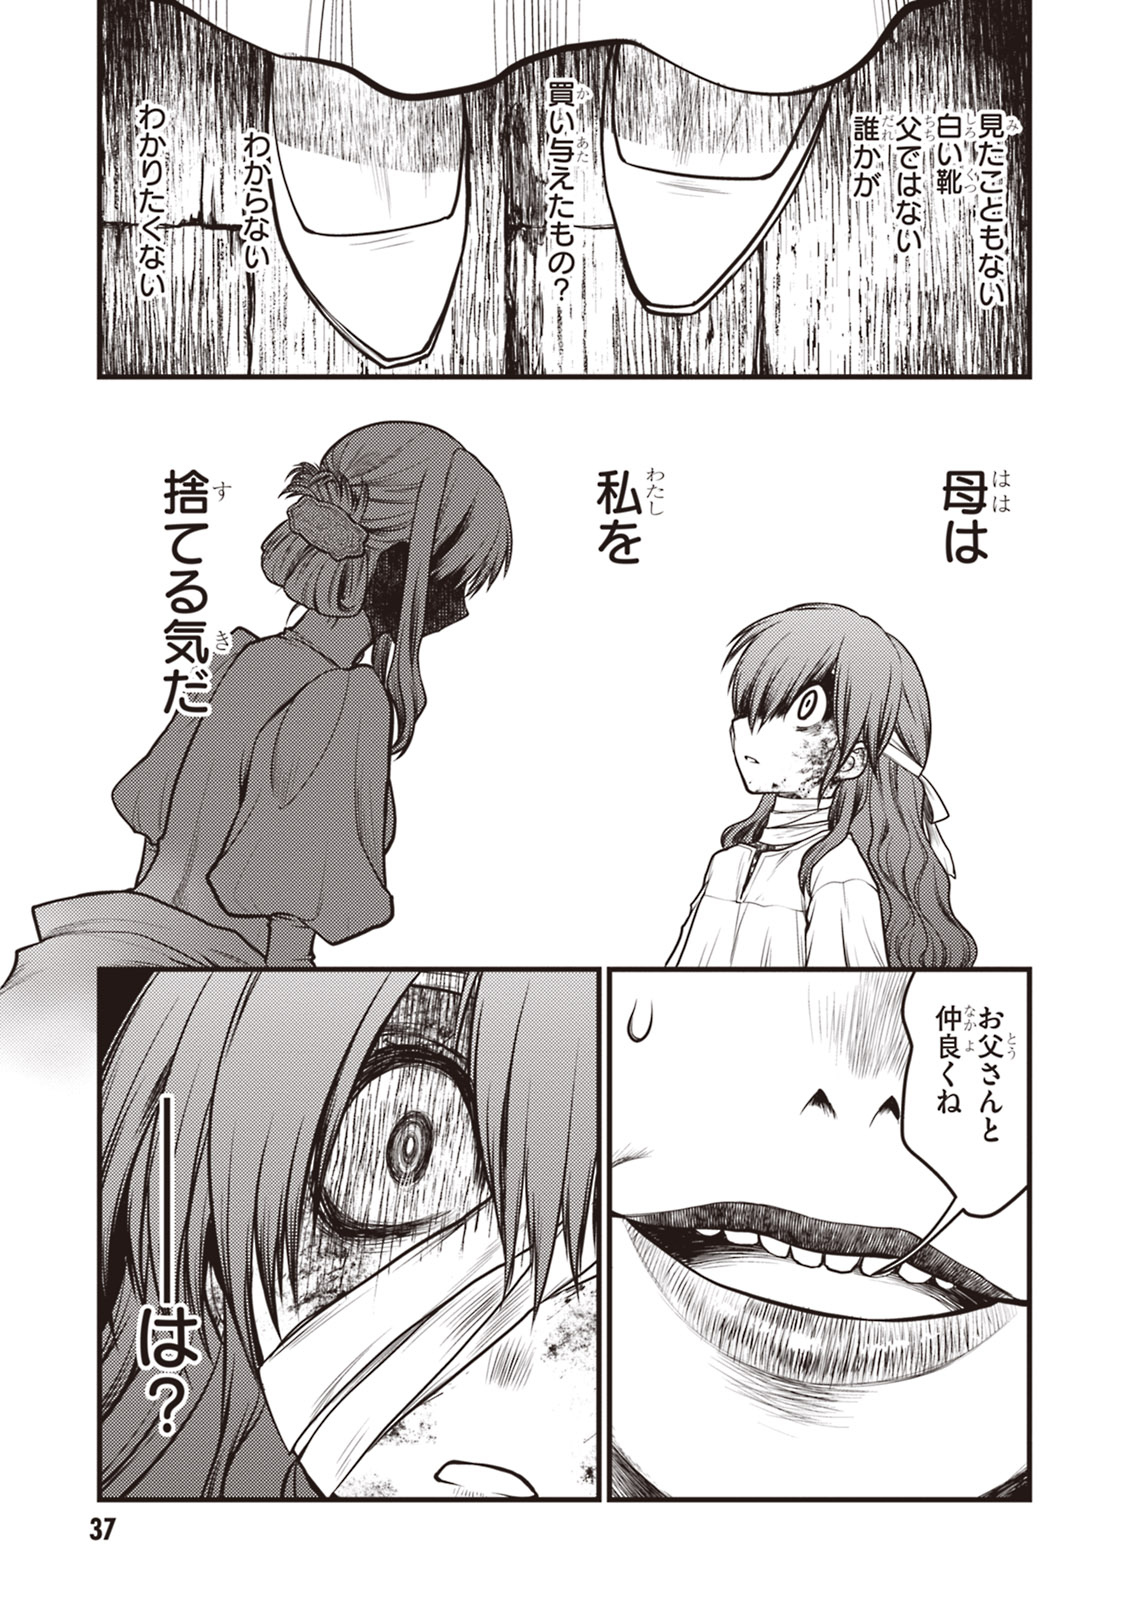 見たこともない
白い靴
父ではない
誰かが
買い与えたもの？
わからない
わかりたくない
母は
私を
捨てる気だ
お父さんと
仲良くね
――は？
37